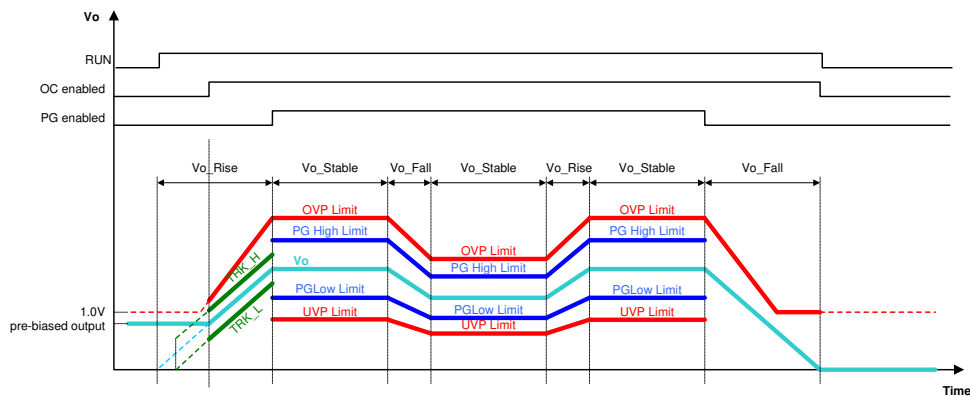 Vo
RUN
OC enabled
PG enabled
Vo_Rise
Vo_Stable
Vo_Fall
Vo_Stable
Vo_Rise
Vo_Stable
Vo_Fall
OVP Limit
OVP Limit
PG High Limit
PG High Limit
OVP Limit
TRK_H
Vo
PG High Limit
PGLow Limit
PGLow Limit
1.0V
UVP Limit
PGLow Limit
UVP Limit
TRK_L
pre-biased output
UVP Limit
Time